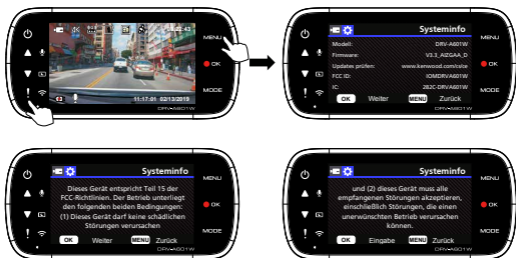 MENU
OK
MODE
11:17:01 02/13/2019
DRV-A601W
Systeminfo
Modell: DRV-A601W
Firmware: V3.3_AIZGAA_D
Updates prüfen: www.kenwood.com/cs/ce
FCC ID: IOMDRVA601W
IC: 282C-DRVA601W
OK Weiter MENU Zurück
MENU
OK
MODE
DRV-A601W
Systeminfo
Dieses Gerät entspricht Teil 15 der
FCC-Richtlinien. Der Betrieb unterliegt
den folgenden beiden Bedingungen:
(1) Dieses Gerät darf keine schädlichen
Störungen verursachen
OK Weiter MENU Zurück
MENU
OK
MODE
DRV-A601W
Systeminfo
und (2) dieses Gerät muss alle
empfangenen Störungen akzeptieren,
einschließlich Störungen, die einen
unerwünschten Betrieb verursachen
können.
OK Eingabe MENU Zurück
MENU
OK
MODE
DRV-A601W